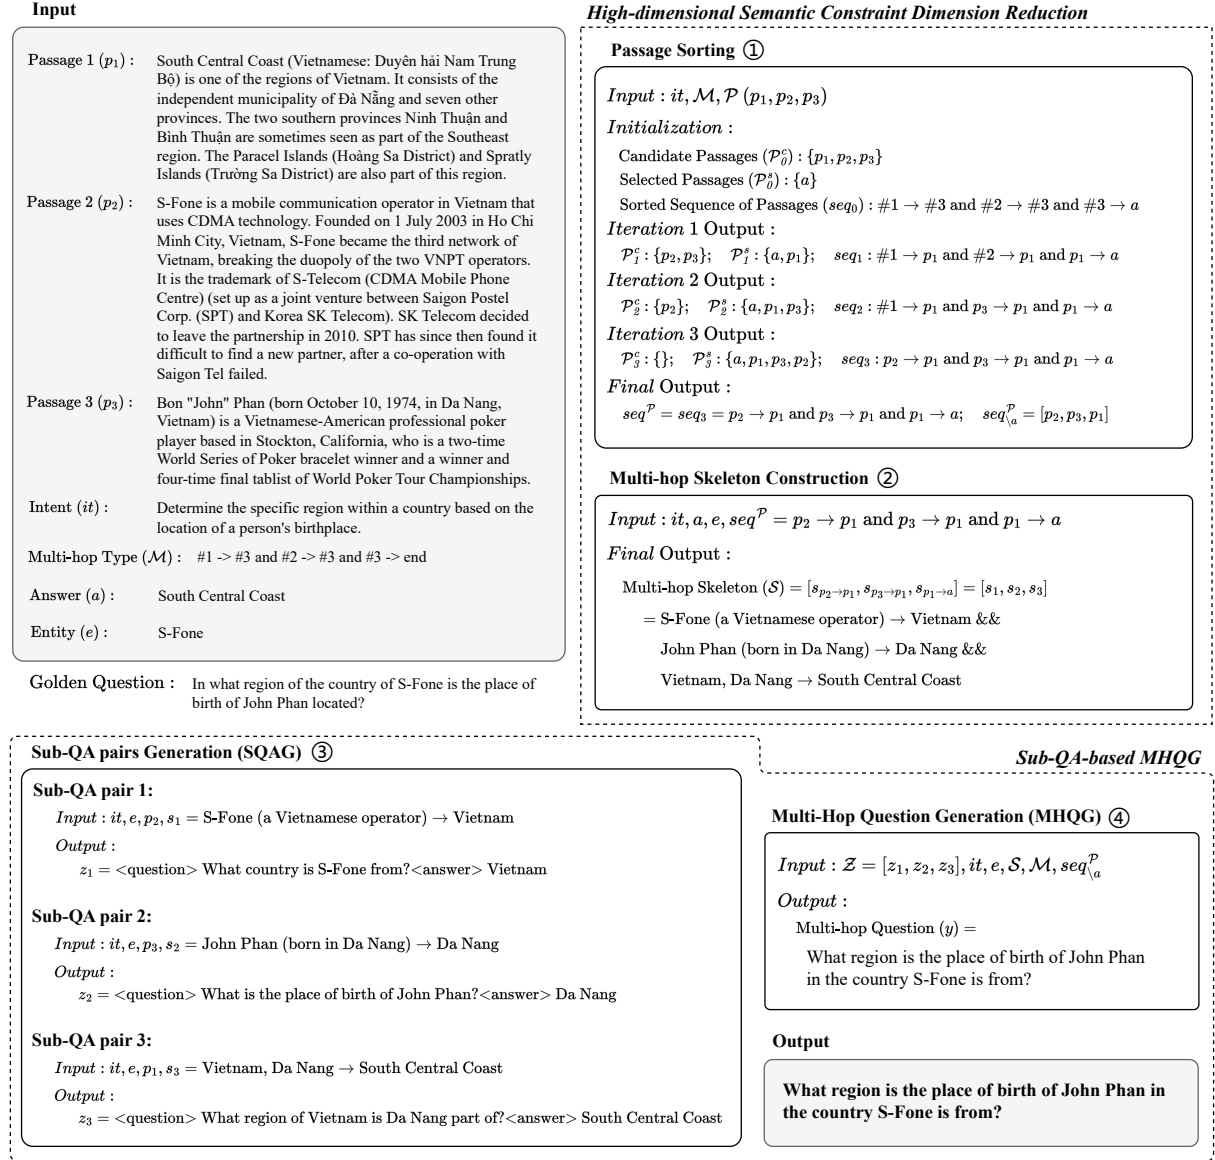 Input
Passage 1 (p₁) : South Central Coast (Vietnamese: Duyên hải Nam Trung
Bộ) is one of the regions of Vietnam. It consists of the
independent municipality of Đà Nẵng and seven other
provinces. The two southern provinces Ninh Thuận and
Bình Thuận are sometimes seen as part of the Southeast
region. The Paracel Islands (Hoàng Sa District) and Spratly
Islands (Trường Sa District) are also part of this region.
Passage 2 (p₂) : S-Fone is a mobile communication operator in Vietnam that
uses CDMA technology. Founded on 1 July 2003 in Ho Chi
Minh City, Vietnam, S-Fone became the third network of
Vietnam, breaking the duopoly of the two VNPT operators.
It is the trademark of S-Telecom (CDMA Mobile Phone
Centre) (set up as a joint venture between Saigon Postel
Corp. (SPT) and Korea SK Telecom). SK Telecom decided
to leave the partnership in 2010. SPT has since then found it
difficult to find a new partner, after a co-operation with
Saigon Tel failed.
Passage 3 (p₃) : Bon "John" Phan (born October 10, 1974, in Da Nang,
Vietnam) is a Vietnamese-American professional poker
player based in Stockton, California, who is a two-time
World Series of Poker bracelet winner and a winner and
four-time final tablist of World Poker Tour Championships.
Intent (it) : Determine the specific region within a country based on the
location of a person's birthplace.
Multi-hop Type (ℳ) : #1 -> #3 and #2 -> #3 and #3 -> end
Answer (a) : South Central Coast
Entity (e) : S-Fone
Golden Question : In what region of the country of S-Fone is the place of
birth of John Phan located?
High-dimensional Semantic Constraint Dimension Reduction
Passage Sorting ①
Input : it, ℳ, 𝒫 (p₁, p₂, p₃)
Initialization :
Candidate Passages (𝒫₀ᶜ) : {p₁, p₂, p₃}
Selected Passages (𝒫₀ˢ) : {a}
Sorted Sequence of Passages (seq₀) : #1 → #3 and #2 → #3 and #3 → a
Iteration 1 Output :
𝒫₁ᶜ : {p₂, p₃}; 𝒫₁ˢ : {a, p₁}; seq₁ : #1 → p₁ and #2 → p₁ and p₁ → a
Iteration 2 Output :
𝒫₂ᶜ : {p₂}; 𝒫₂ˢ : {a, p₁, p₃}; seq₂ : #1 → p₁ and p₃ → p₁ and p₁ → a
Iteration 3 Output :
𝒫₃ᶜ : {}; 𝒫₃ˢ : {a, p₁, p₃, p₂}; seq₃ : p₂ → p₁ and p₃ → p₁ and p₁ → a
Final Output :
seq^𝒫 = seq₃ = p₂ → p₁ and p₃ → p₁ and p₁ → a; seq^𝒫_{\a} = [p₂, p₃, p₁]
Multi-hop Skeleton Construction ②
Input : it, a, e, seq^𝒫 = p₂ → p₁ and p₃ → p₁ and p₁ → a
Final Output :
Multi-hop Skeleton (𝒮) = [s_{p₂→p₁}, s_{p₃→p₁}, s_{p₁→a}] = [s₁, s₂, s₃]
= S-Fone (a Vietnamese operator) → Vietnam &&
John Phan (born in Da Nang) → Da Nang &&
Vietnam, Da Nang → South Central Coast
Sub-QA pairs Generation (SQAG) ③
Sub-QA pair 1:
Input : it, e, p₂, s₁ = S-Fone (a Vietnamese operator) → Vietnam
Output :
z₁ = <question> What country is S-Fone from?<answer> Vietnam
Sub-QA pair 2:
Input : it, e, p₃, s₂ = John Phan (born in Da Nang) → Da Nang
Output :
z₂ = <question> What is the place of birth of John Phan?<answer> Da Nang
Sub-QA pair 3:
Input : it, e, p₁, s₃ = Vietnam, Da Nang → South Central Coast
Output :
z₃ = <question> What region of Vietnam is Da Nang part of?<answer> South Central Coast
Sub-QA-based MHQG
Multi-Hop Question Generation (MHQG) ④
Input : 𝒵 = [z₁, z₂, z₃], it, e, 𝒮, ℳ, seq^𝒫_{\a}
Output :
Multi-hop Question (y) =
What region is the place of birth of John Phan
in the country S-Fone is from?
Output
What region is the place of birth of John Phan in
the country S-Fone is from?